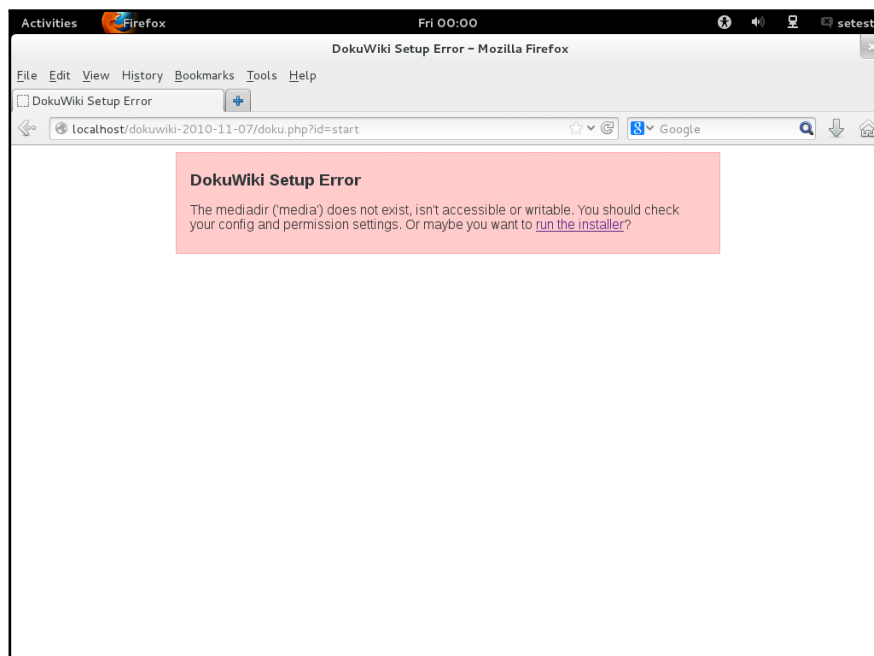 Activities Firefox Fri 00:00 setest
DokuWiki Setup Error – Mozilla Firefox
File Edit View History Bookmarks Tools Help
DokuWiki Setup Error
localhost/dokuwiki-2010-11-07/doku.php?id=start Google
DokuWiki Setup Error
The mediadir ('media') does not exist, isn't accessible or writable. You should check
your config and permission settings. Or maybe you want to run the installer?